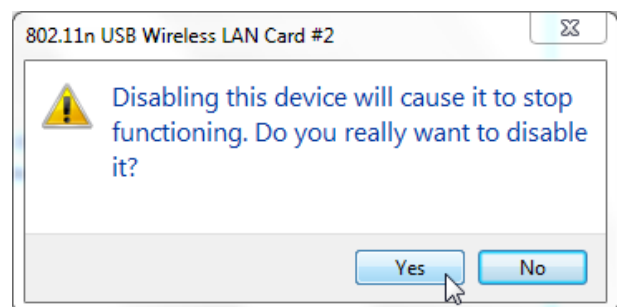 802.11n USB Wireless LAN Card #2
Disabling this device will cause it to stop
functioning. Do you really want to disable
it?
Yes
No